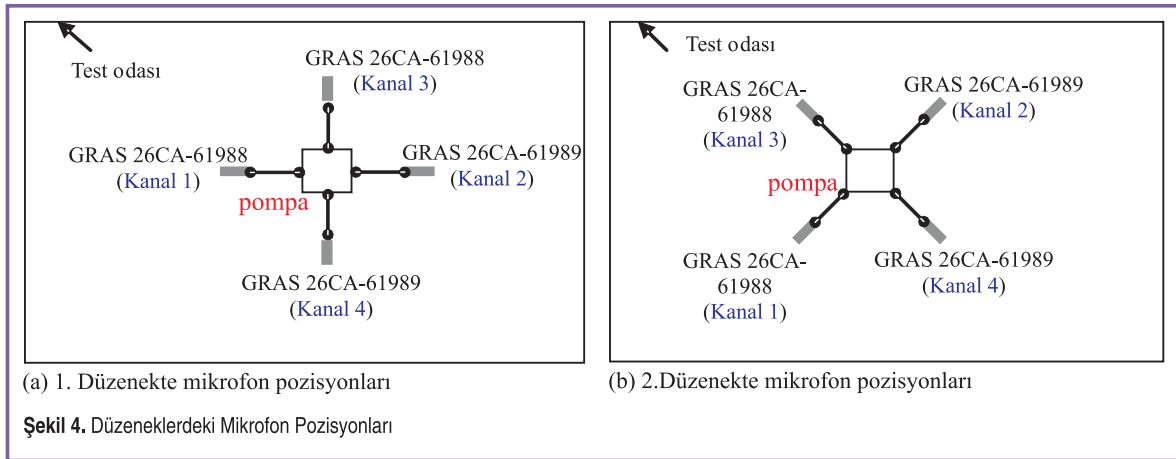 Test odası
GRAS 26CA-61988
(Kanal 3)
GRAS 26CA-61988
(Kanal 1)
GRAS 26CA-61989
(Kanal 2)
pompa
GRAS 26CA-61989
(Kanal 4)
(a) 1. Düzenekte mikrofon pozisyonları
Test odası
GRAS 26CA-
61988
(Kanal 3)
GRAS 26CA-61989
(Kanal 2)
pompa
GRAS 26CA-
61988
(Kanal 1)
GRAS 26CA-61989
(Kanal 4)
(b) 2.Düzenekte mikrofon pozisyonları
Şekil 4. Düzeneklerdeki Mikrofon Pozisyonları